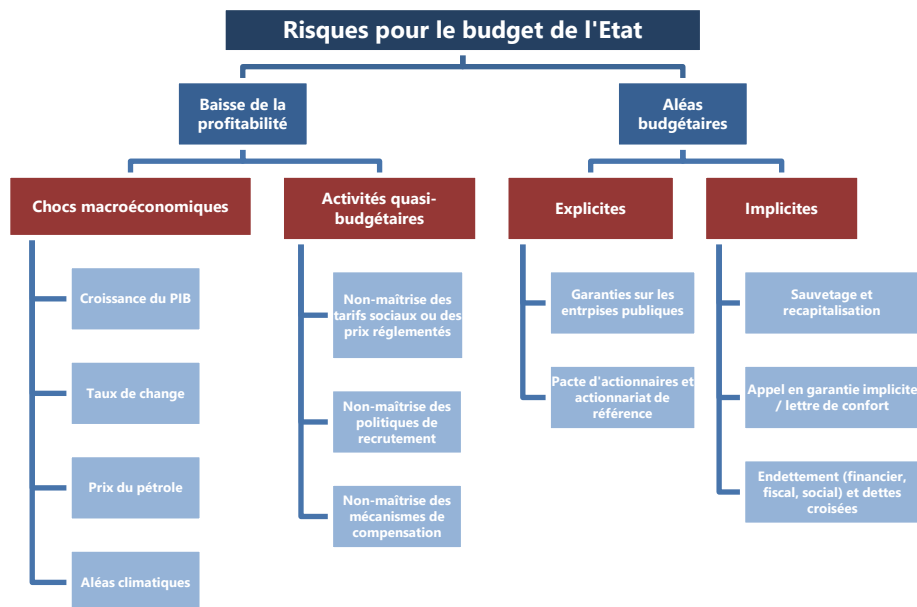 Risques pour le budget de l'Etat
Baisse de la
profitabilité
Aléas
budgétaires
Chocs macroéconomiques
Activités quasi-
budgétaires
Explicites
Implicites
Croissance du PIB
Taux de change
Prix du pétrole
Aléas climatiques
Non-maîtrise des
tarifs sociaux ou des
prix réglementés
Non-maîtrise des
politiques de
recrutement
Non-maîtrise des
mécanismes de
compensation
Garanties sur les
entrpises publiques
Pacte d'actionnaires et
actionnariat de
référence
Sauvetage et
recapitalisation
Appel en garantie implicite
/ lettre de confort
Endettement (financier,
fiscal, social) et dettes
croisées